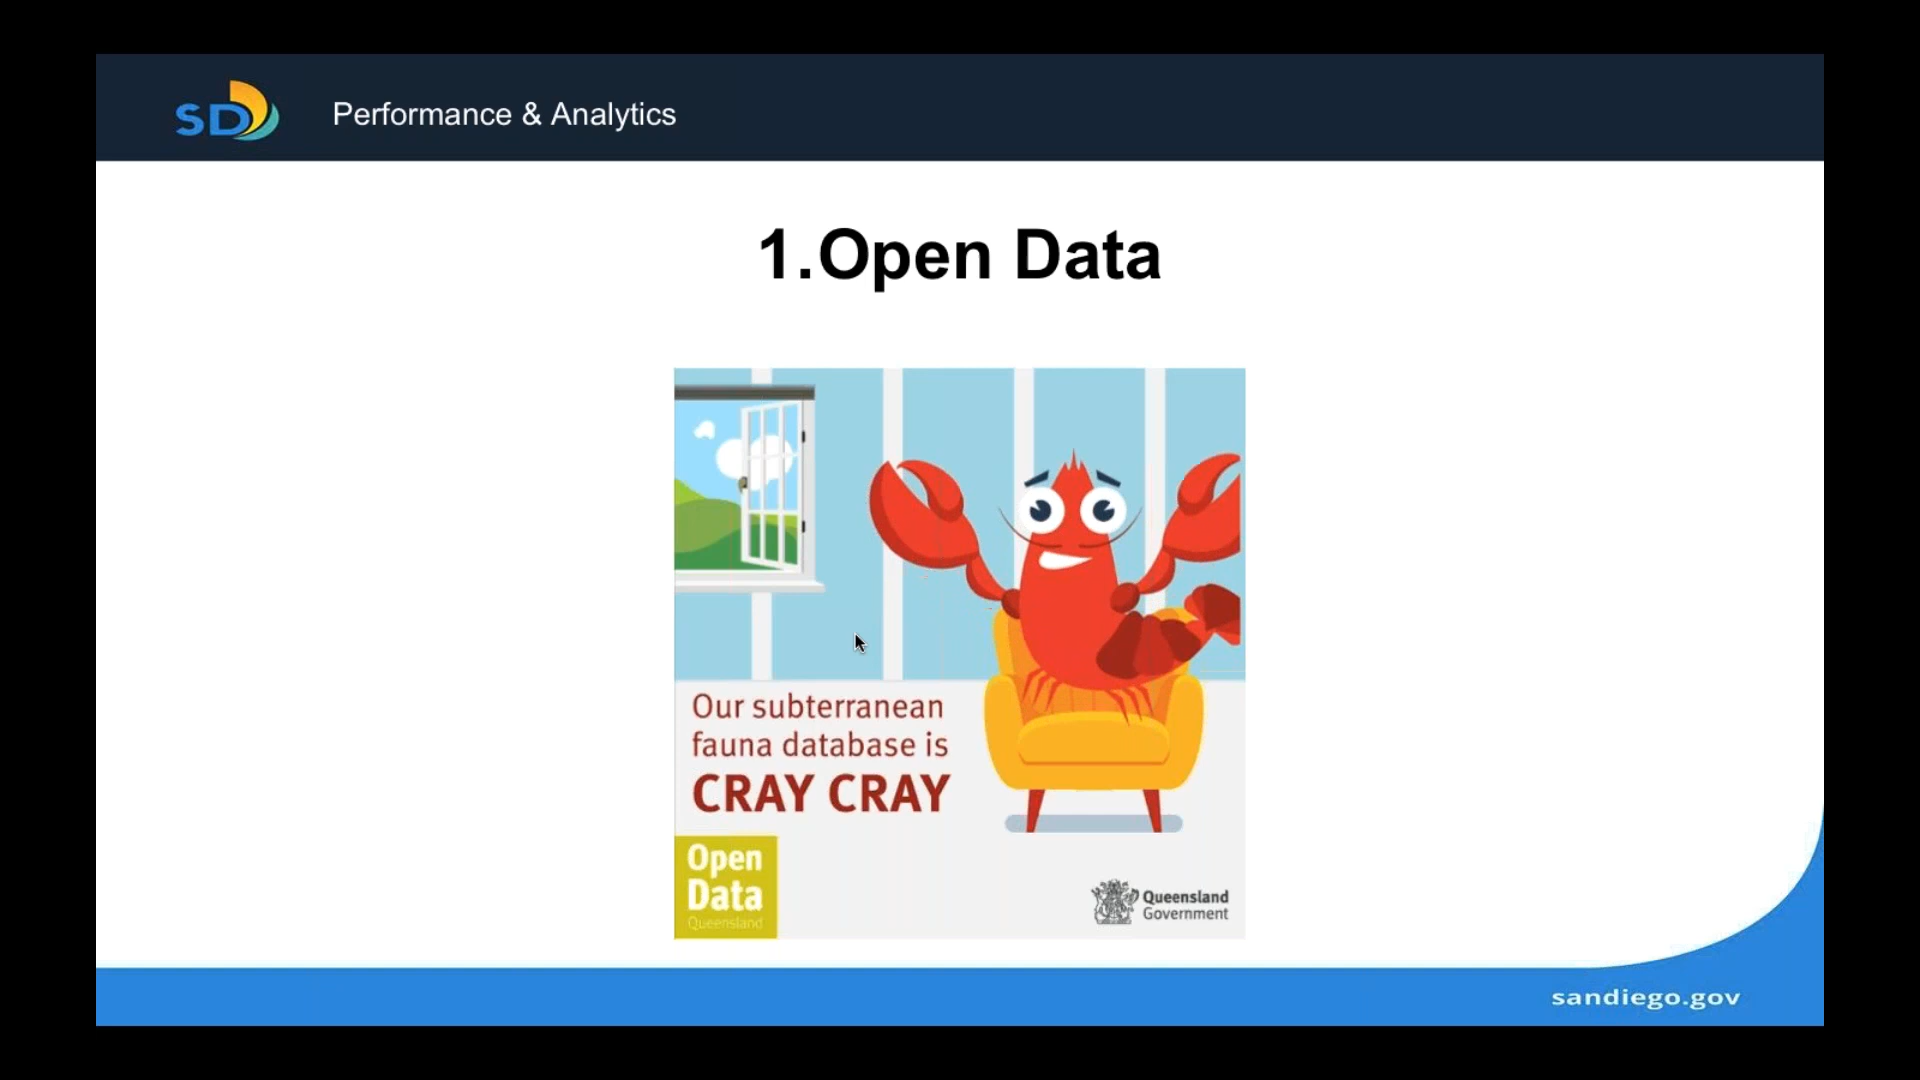 SD
Performance & Analytics
1.Open Data
Our subterranean
fauna database is
CRAY CRAY
Open
Data
Queensland
Queensland
Government
sandiego.gov